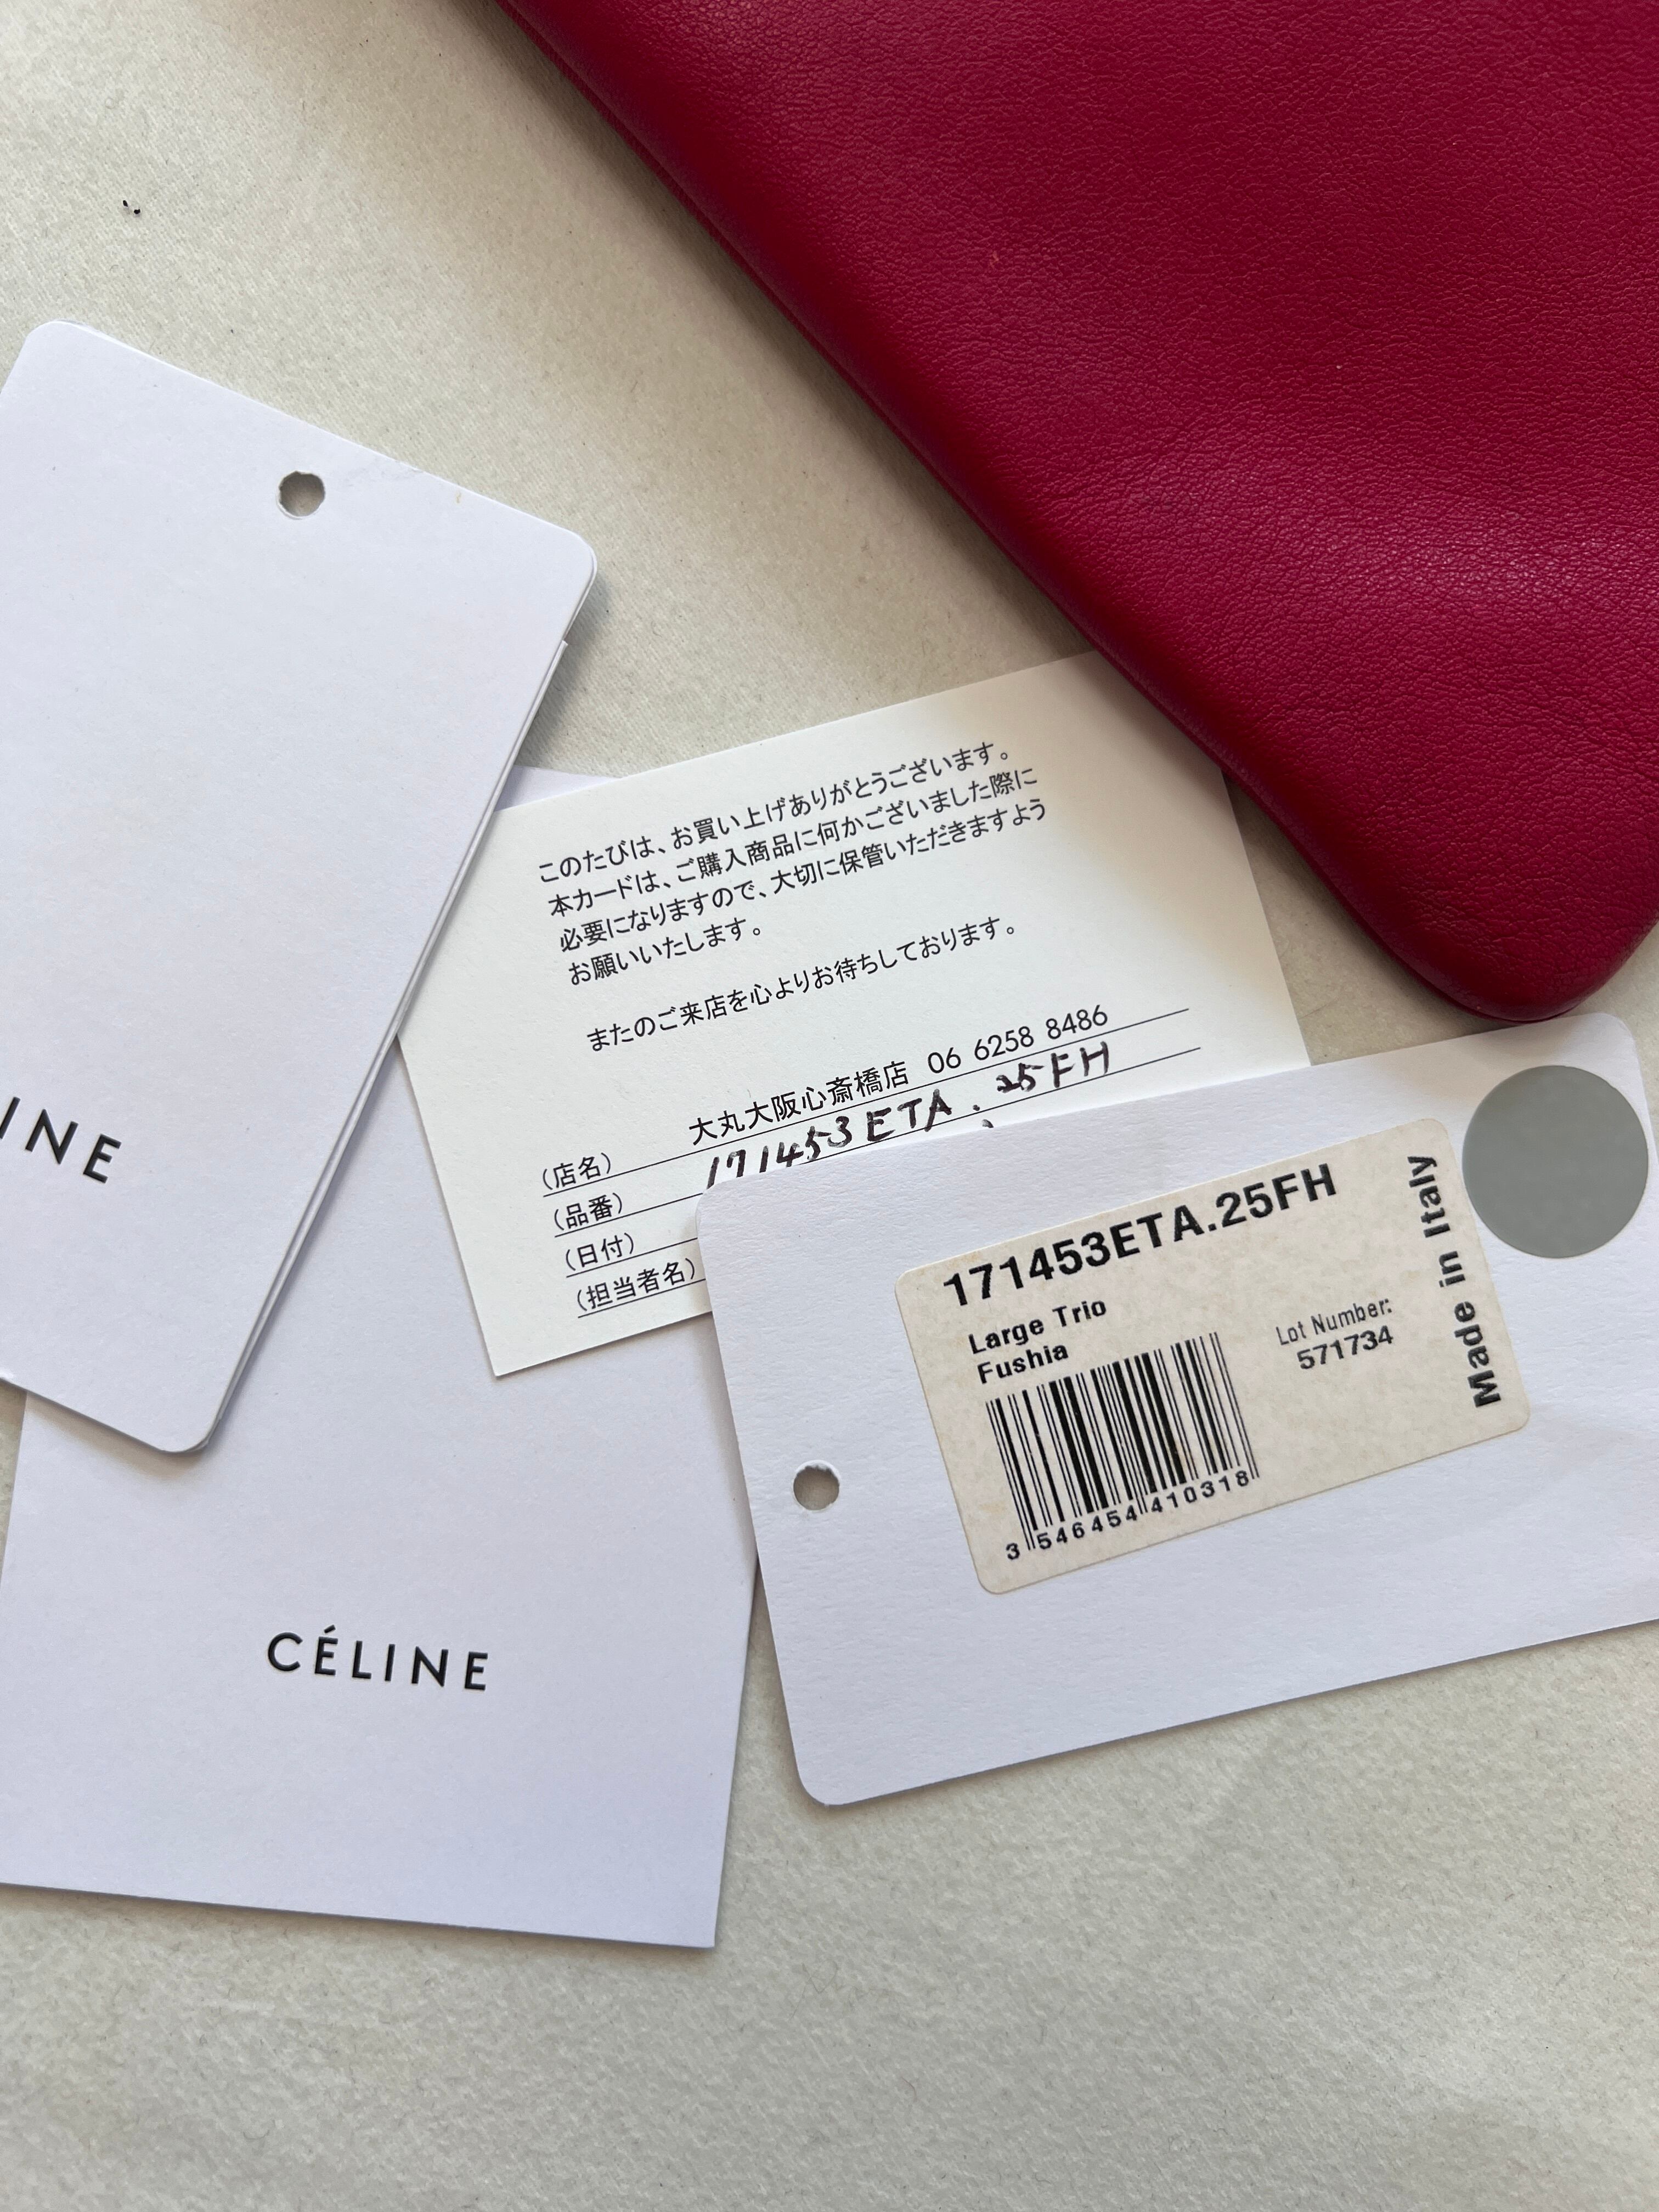 INE
このたびは、お買い上げありがとうございます。
本カードは、ご購入商品に何かございました際に
必要になりますので、大切に保管いただきますよう
お願いいたします。
またのご来店を心よりお待ちしております。
(店名) 大丸大阪心斎橋店 06 6258 8486
(品番) 171453ETA.25FH
(日付)
(担当者名)
171453ETA.25FH
Large Trio
Fushia
Lot Number:
571734
Made in Italy
3 546454 410318
CÉLINE